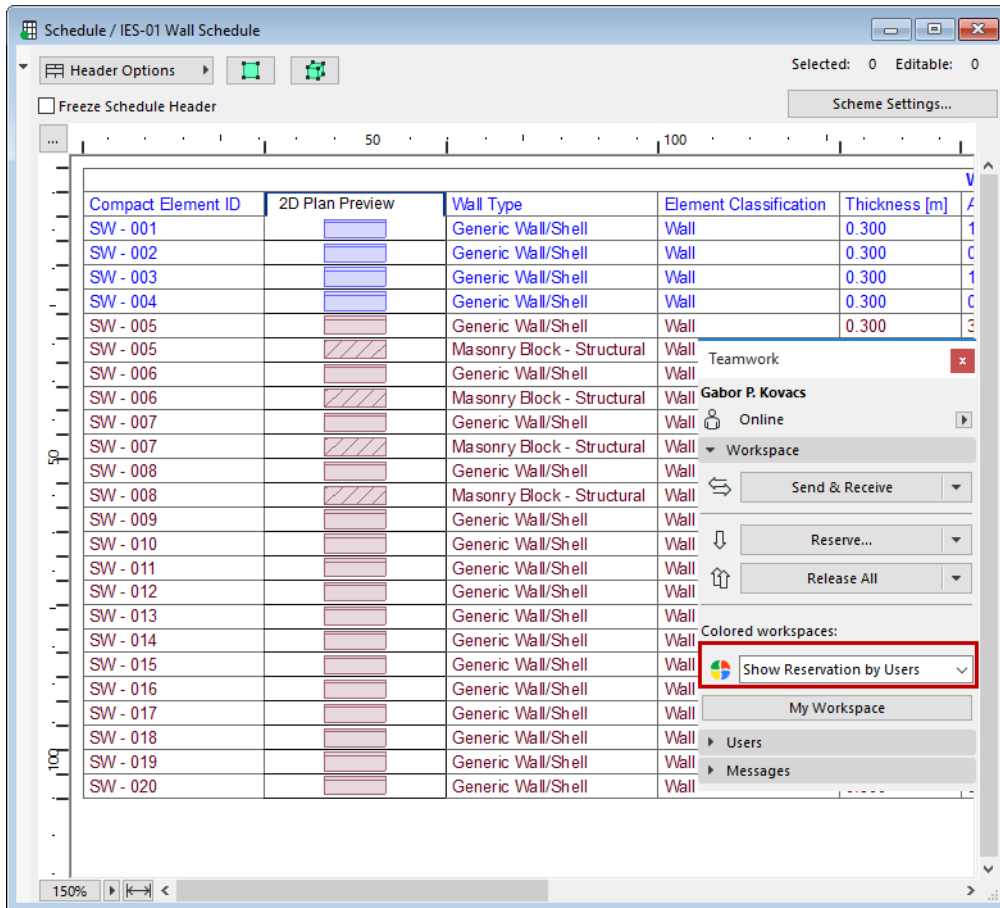 Schedule / IES-01 Wall Schedule
Header Options
Selected: 0 Editable: 0
Freeze Schedule Header
Scheme Settings...
...
50 100
Compact Element ID 2D Plan Preview Wall Type Element Classification Thickness [m]
SW - 001 Generic Wall/Shell Wall 0.300
SW - 002 Generic Wall/Shell Wall 0.300
SW - 003 Generic Wall/Shell Wall 0.300
SW - 004 Generic Wall/Shell Wall 0.300
SW - 005 Generic Wall/Shell Wall 0.300
SW - 005 Masonry Block - Structural Wall
SW - 006 Generic Wall/Shell Wall
SW - 006 Masonry Block - Structural Wall
SW - 007 Generic Wall/Shell Wall
SW - 007 Masonry Block - Structural Wall
50
SW - 008 Generic Wall/Shell Wall
SW - 008 Masonry Block - Structural Wall
SW - 009 Generic Wall/Shell Wall
SW - 010 Generic Wall/Shell Wall
SW - 011 Generic Wall/Shell Wall
SW - 012 Generic Wall/Shell Wall
SW - 013 Generic Wall/Shell Wall
SW - 014 Generic Wall/Shell Wall
SW - 015 Generic Wall/Shell Wall
SW - 016 Generic Wall/Shell Wall
SW - 017 Generic Wall/Shell Wall
SW - 018 Generic Wall/Shell Wall
100
SW - 019 Generic Wall/Shell Wall
SW - 020 Generic Wall/Shell Wall
Teamwork
Gabor P. Kovacs
Online
Workspace
Send & Receive
Reserve...
Release All
Colored workspaces:
Show Reservation by Users
My Workspace
Users
Messages
150%